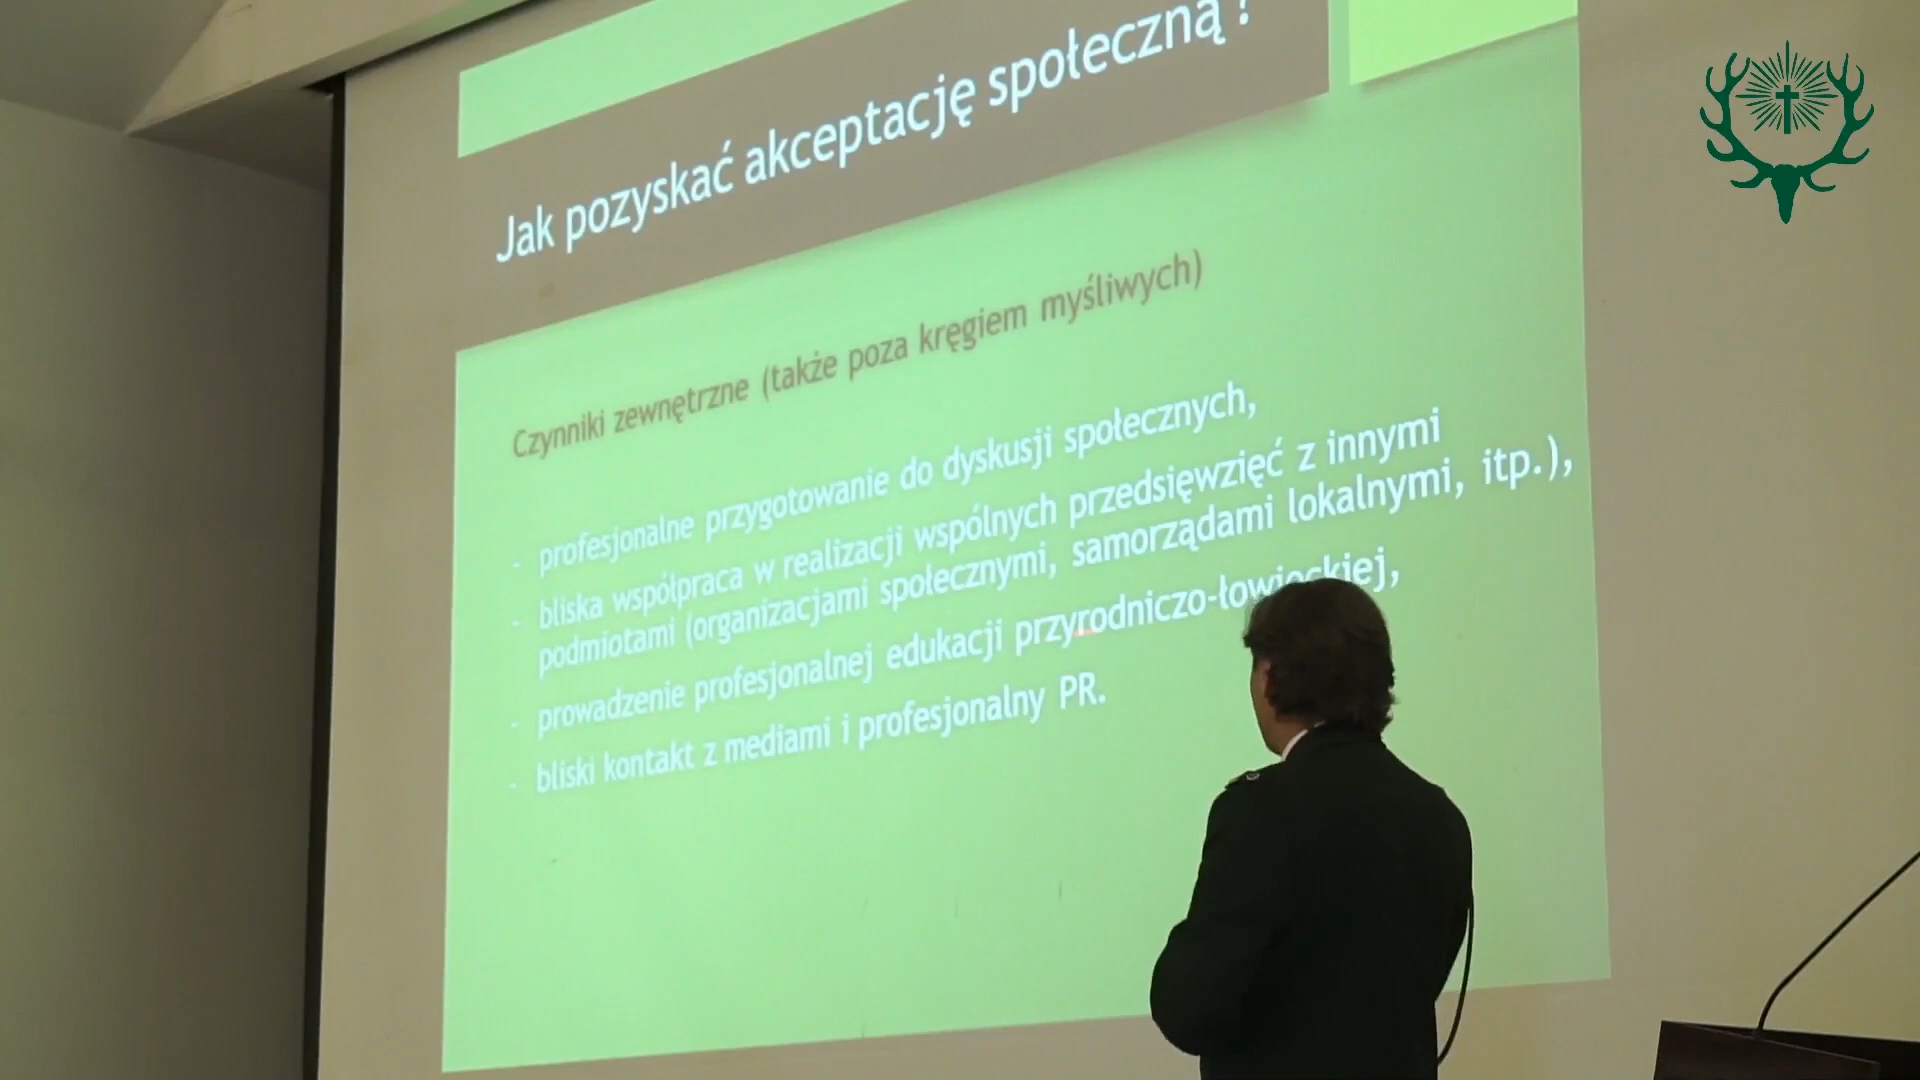 Jak pozyskać akceptację społeczną?
Czynniki zewnętrzne (także poza kręgiem myśliwych)
- profesjonalne przygotowanie do dyskusji społecznych,
- bliska współpraca w realizacji wspólnych przedsięwzięć z innymi
podmiotami (organizacjami społecznymi, samorządami lokalnymi, itp.),
- prowadzenie profesjonalnej edukacji przyrodniczo-łowieckiej,
- bliski kontakt z mediami i profesjonalny PR.